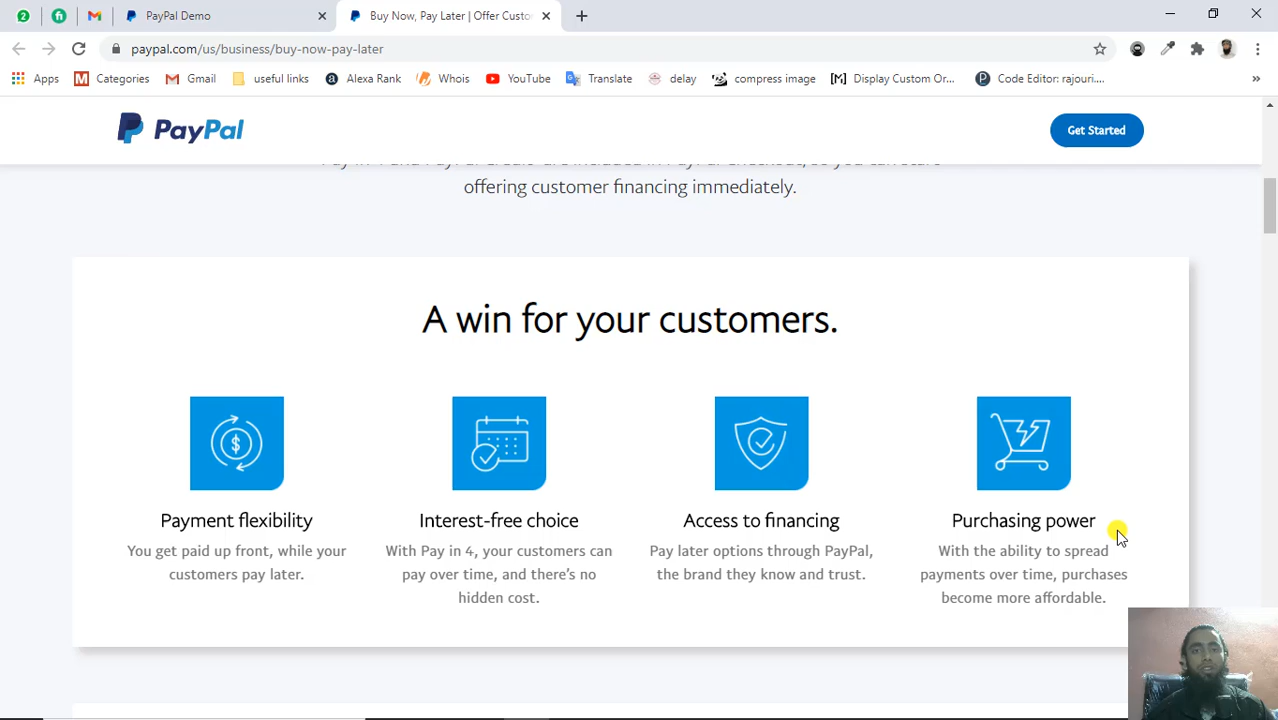 2
PayPal Demo
Buy Now, Pay Later | Offer Custo
paypal.com/us/business/buy-now-pay-later
Apps
Categories
Gmail
useful links
Alexa Rank
Whois
YouTube
Translate
delay
compress image
Display Custom Or...
Code Editor: rajouri....
PayPal
Get Started
offering customer financing immediately.
A win for your customers.
Payment flexibility
You get paid up front, while your
customers pay later.
Interest-free choice
With Pay in 4, your customers can
pay over time, and there's no
hidden cost.
Access to financing
Pay later options through PayPal,
the brand they know and trust.
Purchasing power
With the ability to spread
payments over time, purchases
become more affordable.